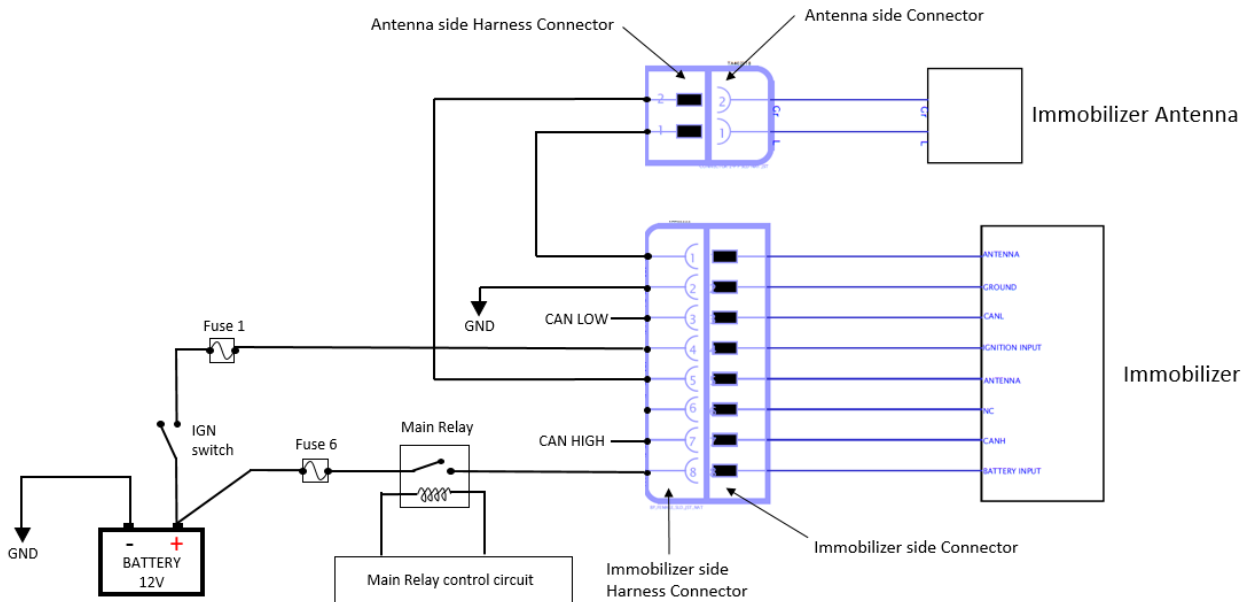 Antenna side Harness Connector
Antenna side Connector
2
2
Gr
Gr
1
1
L
L
Immobilizer Antenna
1
ANTENNA
2
GROUND
GND
CAN LOW
3
CANL
Fuse 1
4
IGNITION INPUT
5
ANTENNA
Immobilizer
6
NC
IGN
switch
Main Relay
CAN HIGH
7
CANH
Fuse 6
8
BATTERY INPUT
GND
- +
BATTERY
12V
Main Relay control circuit
Immobilizer side
Harness Connector
Immobilizer side Connector